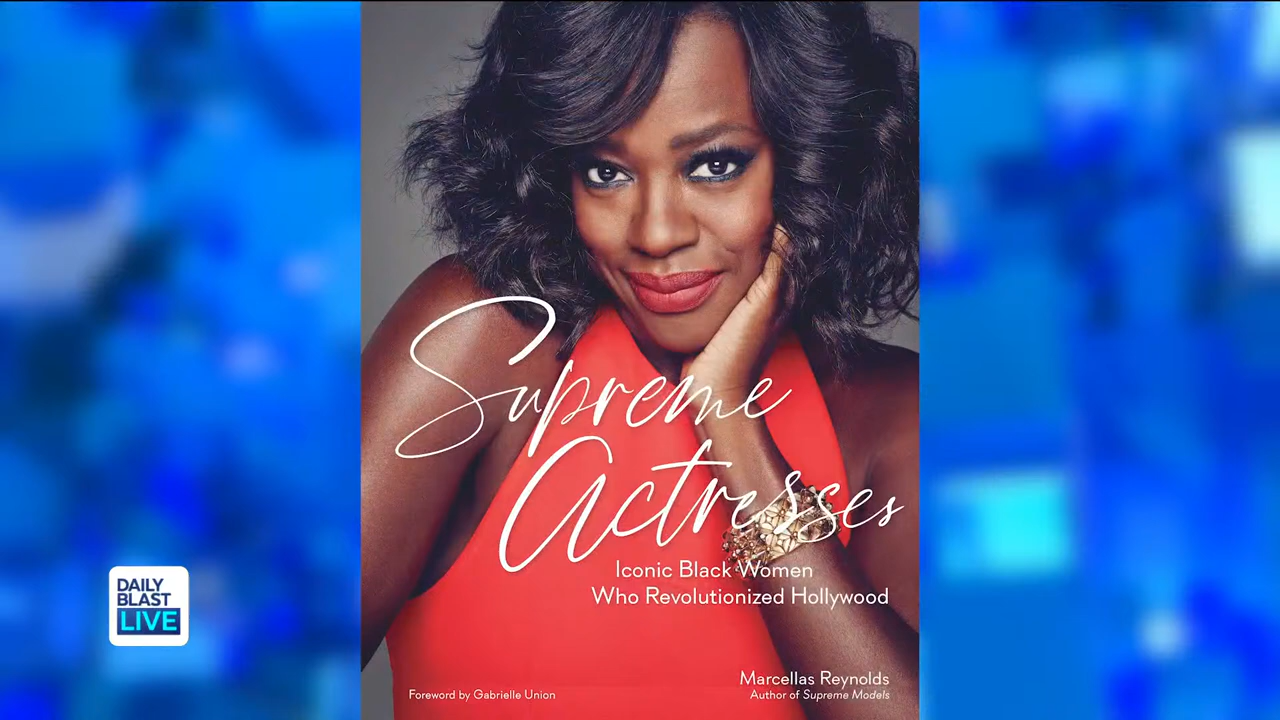 Supreme
Actresses
Iconic Black Women
Who Revolutionized Hollywood
Marcellas Reynolds
Author of Supreme Models
Foreword by Gabrielle Union
DAILY
BLAST
LIVE